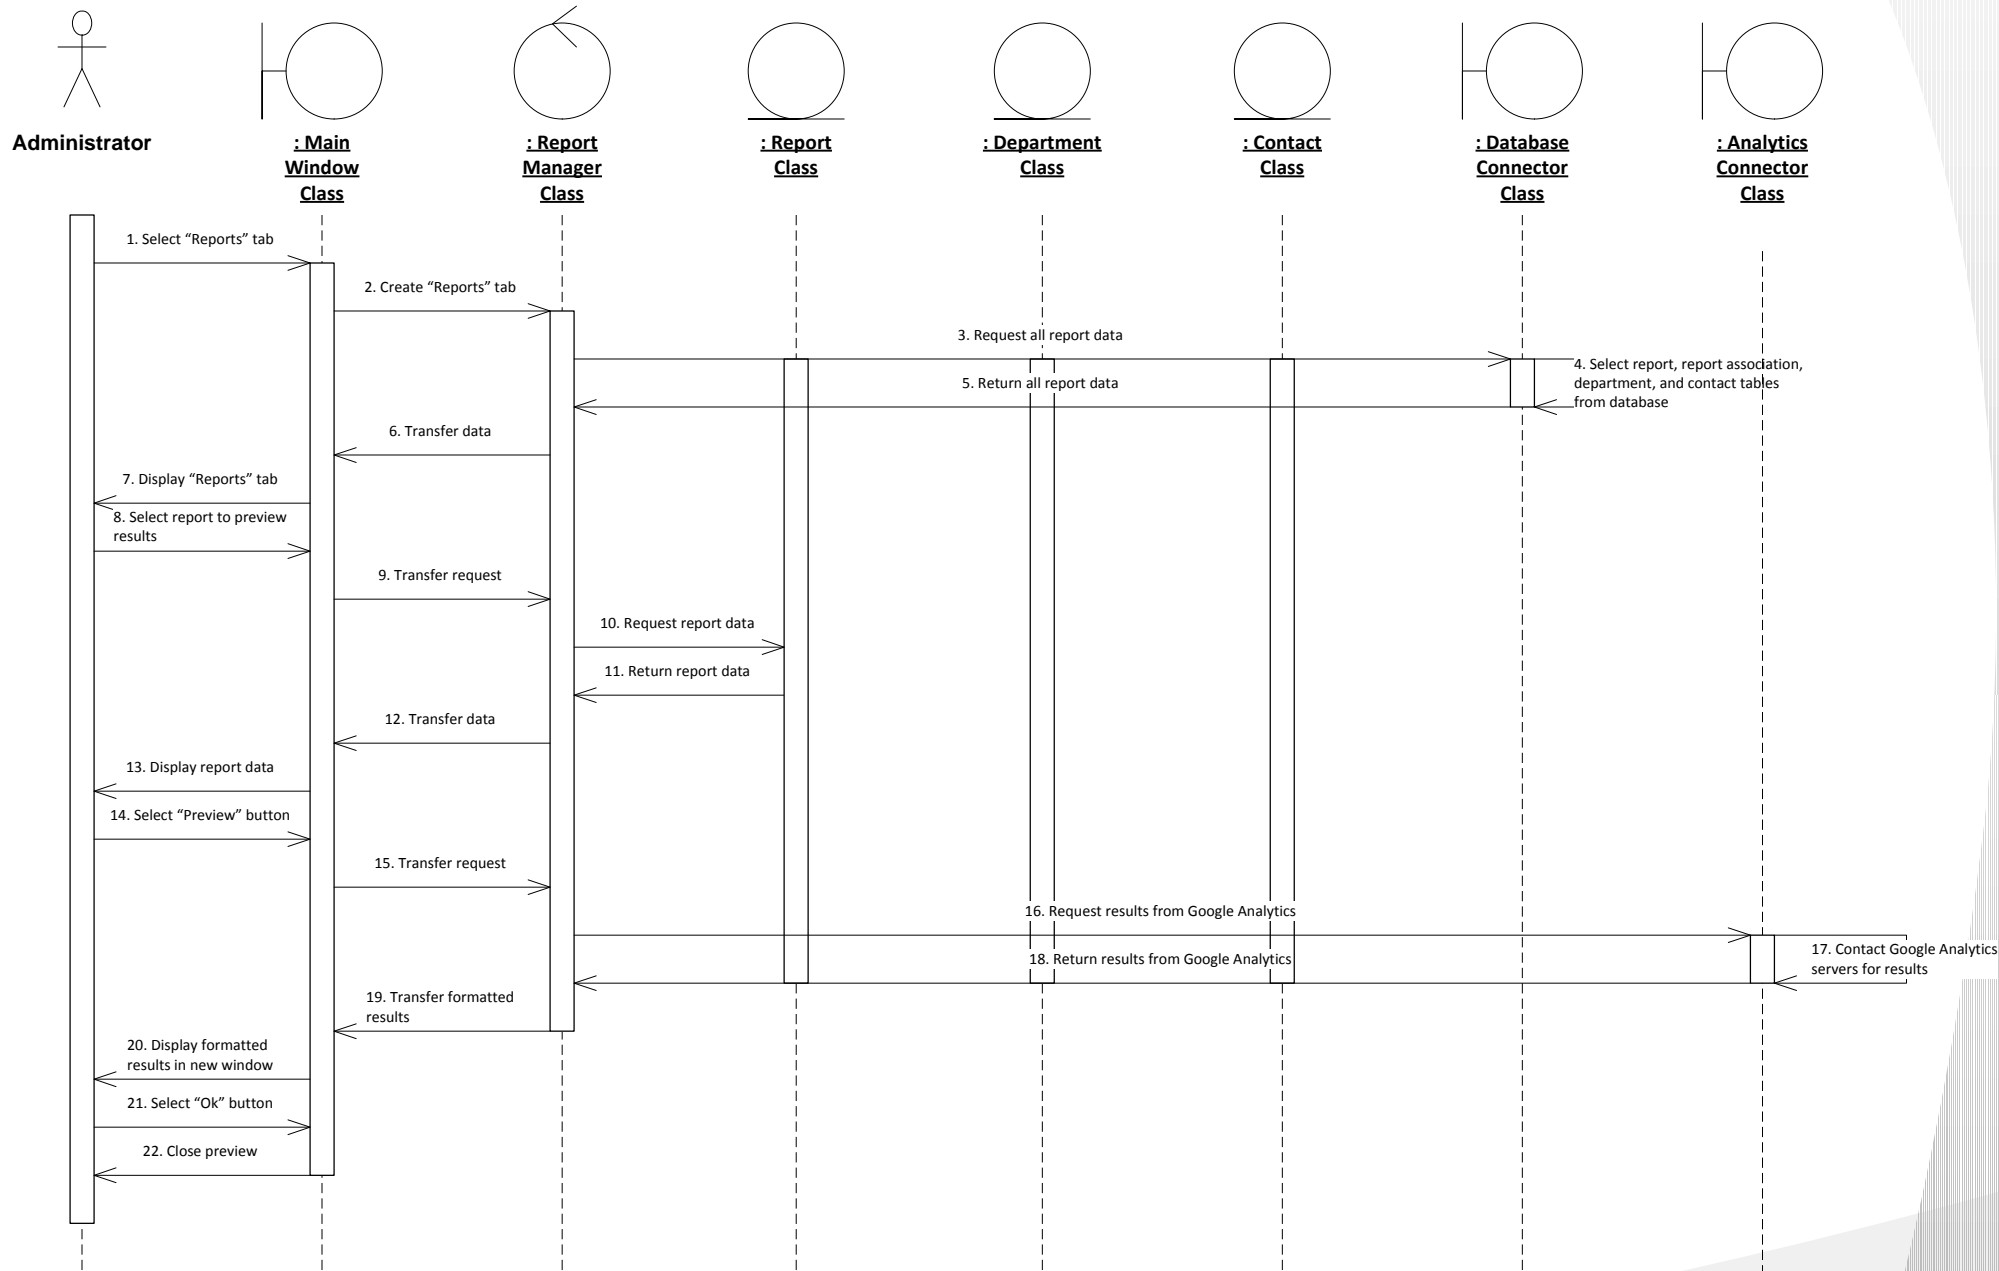 Administrator
: Main
Window
Class
: Report
Manager
Class
: Report
Class
: Department
Class
: Contact
Class
: Database
Connector
Class
: Analytics
Connector
Class
1. Select “Reports” tab
2. Create “Reports” tab
3. Request all report data
4. Select report, report association,
department, and contact tables
from database
5. Return all report data
6. Transfer data
7. Display “Reports” tab
8. Select report to preview
results
9. Transfer request
10. Request report data
11. Return report data
12. Transfer data
13. Display report data
14. Select “Preview” button
15. Transfer request
16. Request results from Google Analytics
17. Contact Google Analytics
servers for results
18. Return results from Google Analytics
19. Transfer formatted
results
20. Display formatted
results in new window
21. Select “Ok” button
22. Close preview